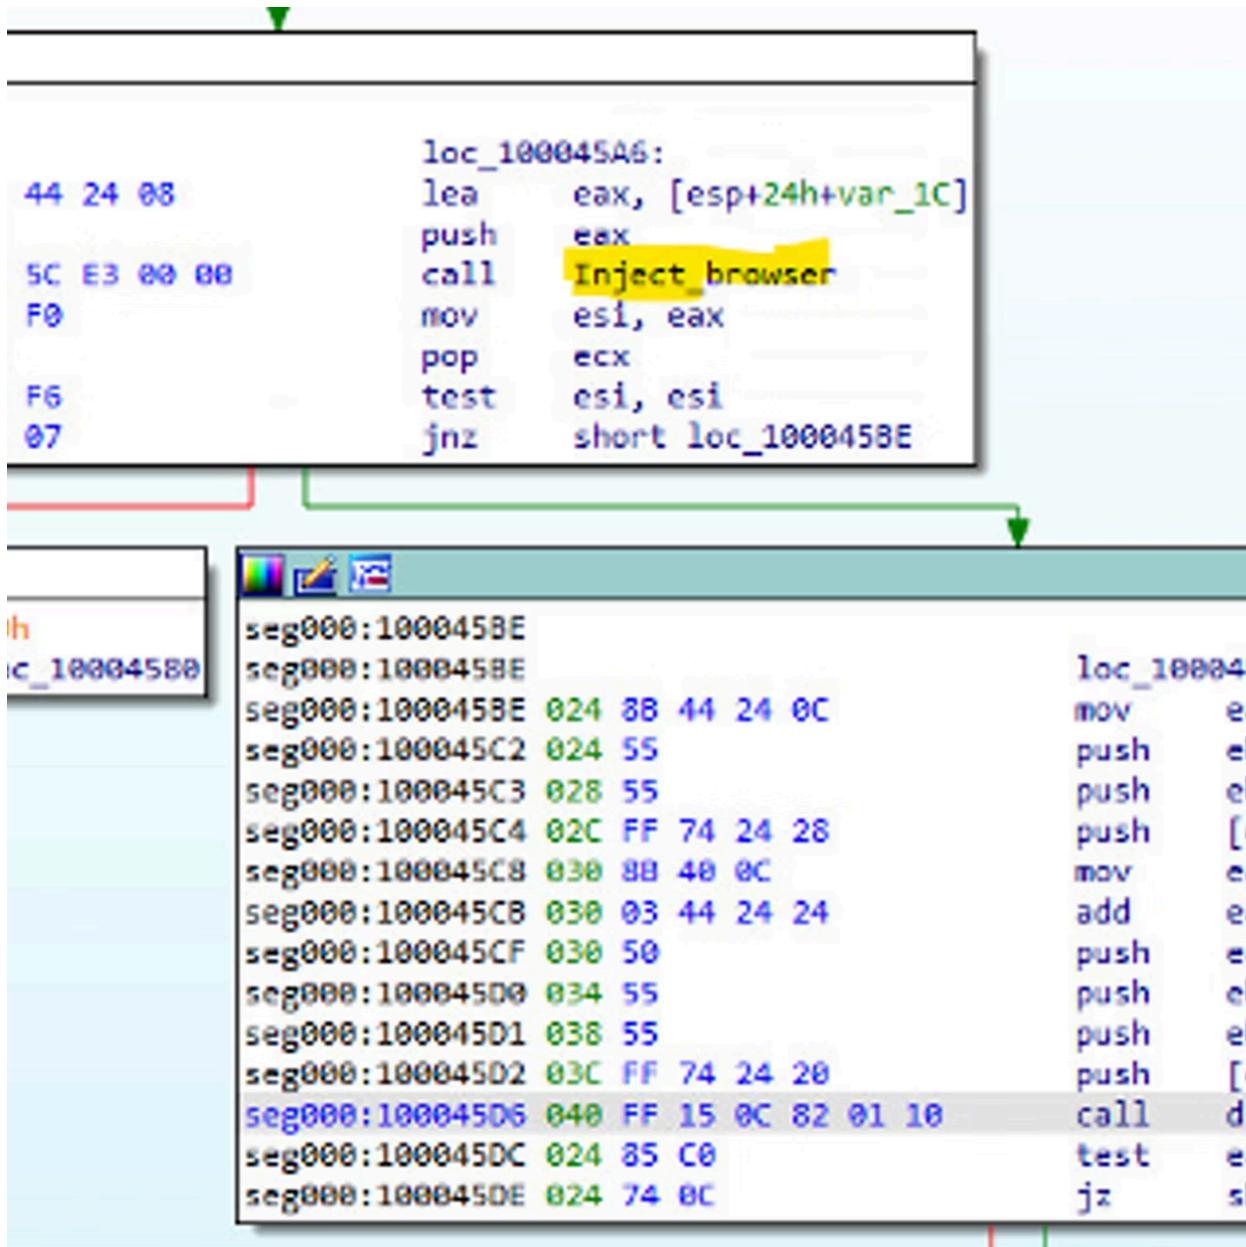 loc_100045A6:
44 24 08 lea eax, [esp+24h+var_1C]
push eax
5C E3 00 00 call Inject_browser
F0 mov esi, eax
pop ecx
F6 test esi, esi
07 jnz short loc_100045BE
h
c_100045B0
seg000:100045BE
seg000:100045BE loc_10004
seg000:100045BE 024 8B 44 24 0C mov e
seg000:100045C2 024 55 push e
seg000:100045C3 028 55 push e
seg000:100045C4 02C FF 74 24 28 push [
seg000:100045C8 030 8B 40 0C mov e
seg000:100045CB 030 03 44 24 24 add e
seg000:100045CF 030 50 push e
seg000:100045D0 034 55 push e
seg000:100045D1 038 55 push e
seg000:100045D2 03C FF 74 24 20 push [
seg000:100045D6 040 FF 15 0C 82 01 10 call d
seg000:100045DC 024 85 C0 test e
seg000:100045DE 024 74 0C jz s